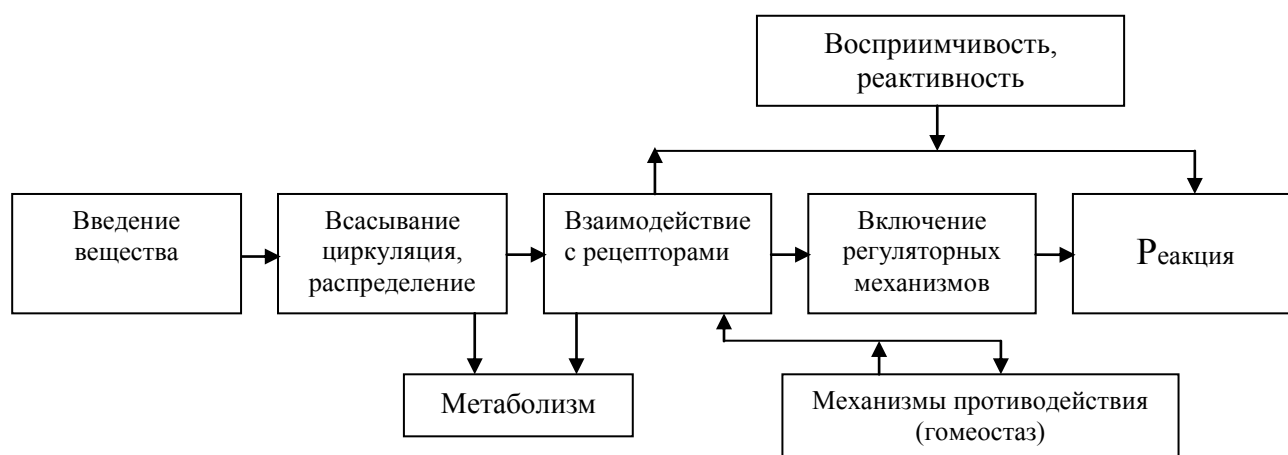 Восприимчивость,
реактивность
Введение
вещества
Всасывание
циркуляция,
распределение
Взаимодействие
с рецепторами
Включение
регуляторных
механизмов
Реакция
Метаболизм
Механизмы противодействия
(гомеостаз)